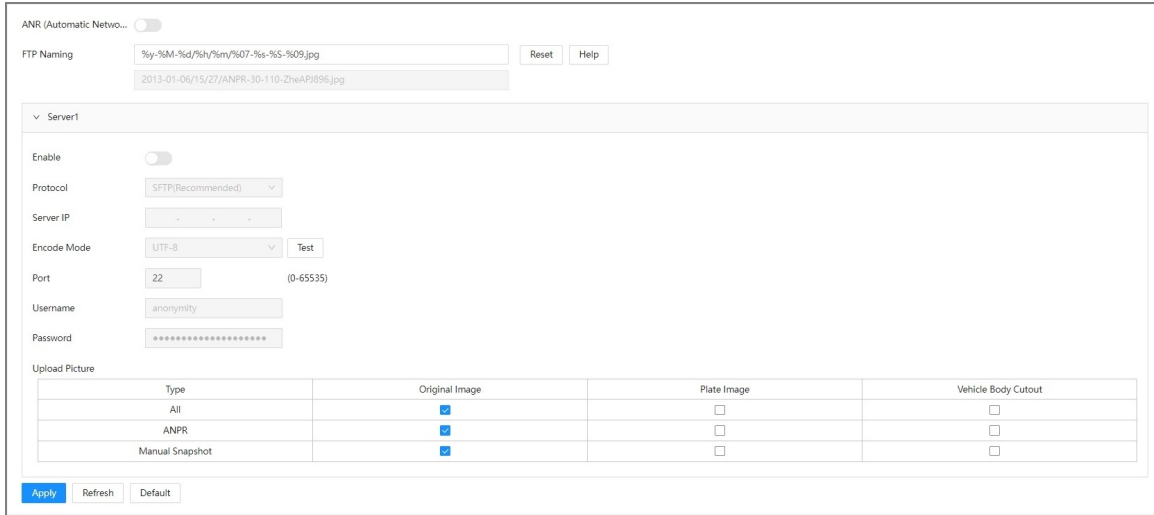 ANR (Automatic Netwo...
FTP Naming %y-%M-%d/%h/%m/%07-%s-%S-%09.jpg Reset Help
2013-01-06/15/27/ANPR-30-110-ZheAPJ896.jpg
Server1
Enable
Protocol SFTP(Recommended)
Server IP . . .
Encode Mode UTF-8 Test
Port 22 (0-65535)
Username anonymity
Password ●●●●●●●●●●●●●●●●●●●●
Upload Picture
Type Original Image Plate Image Vehicle Body Cutout
All
ANPR
Manual Snapshot
Apply Refresh Default